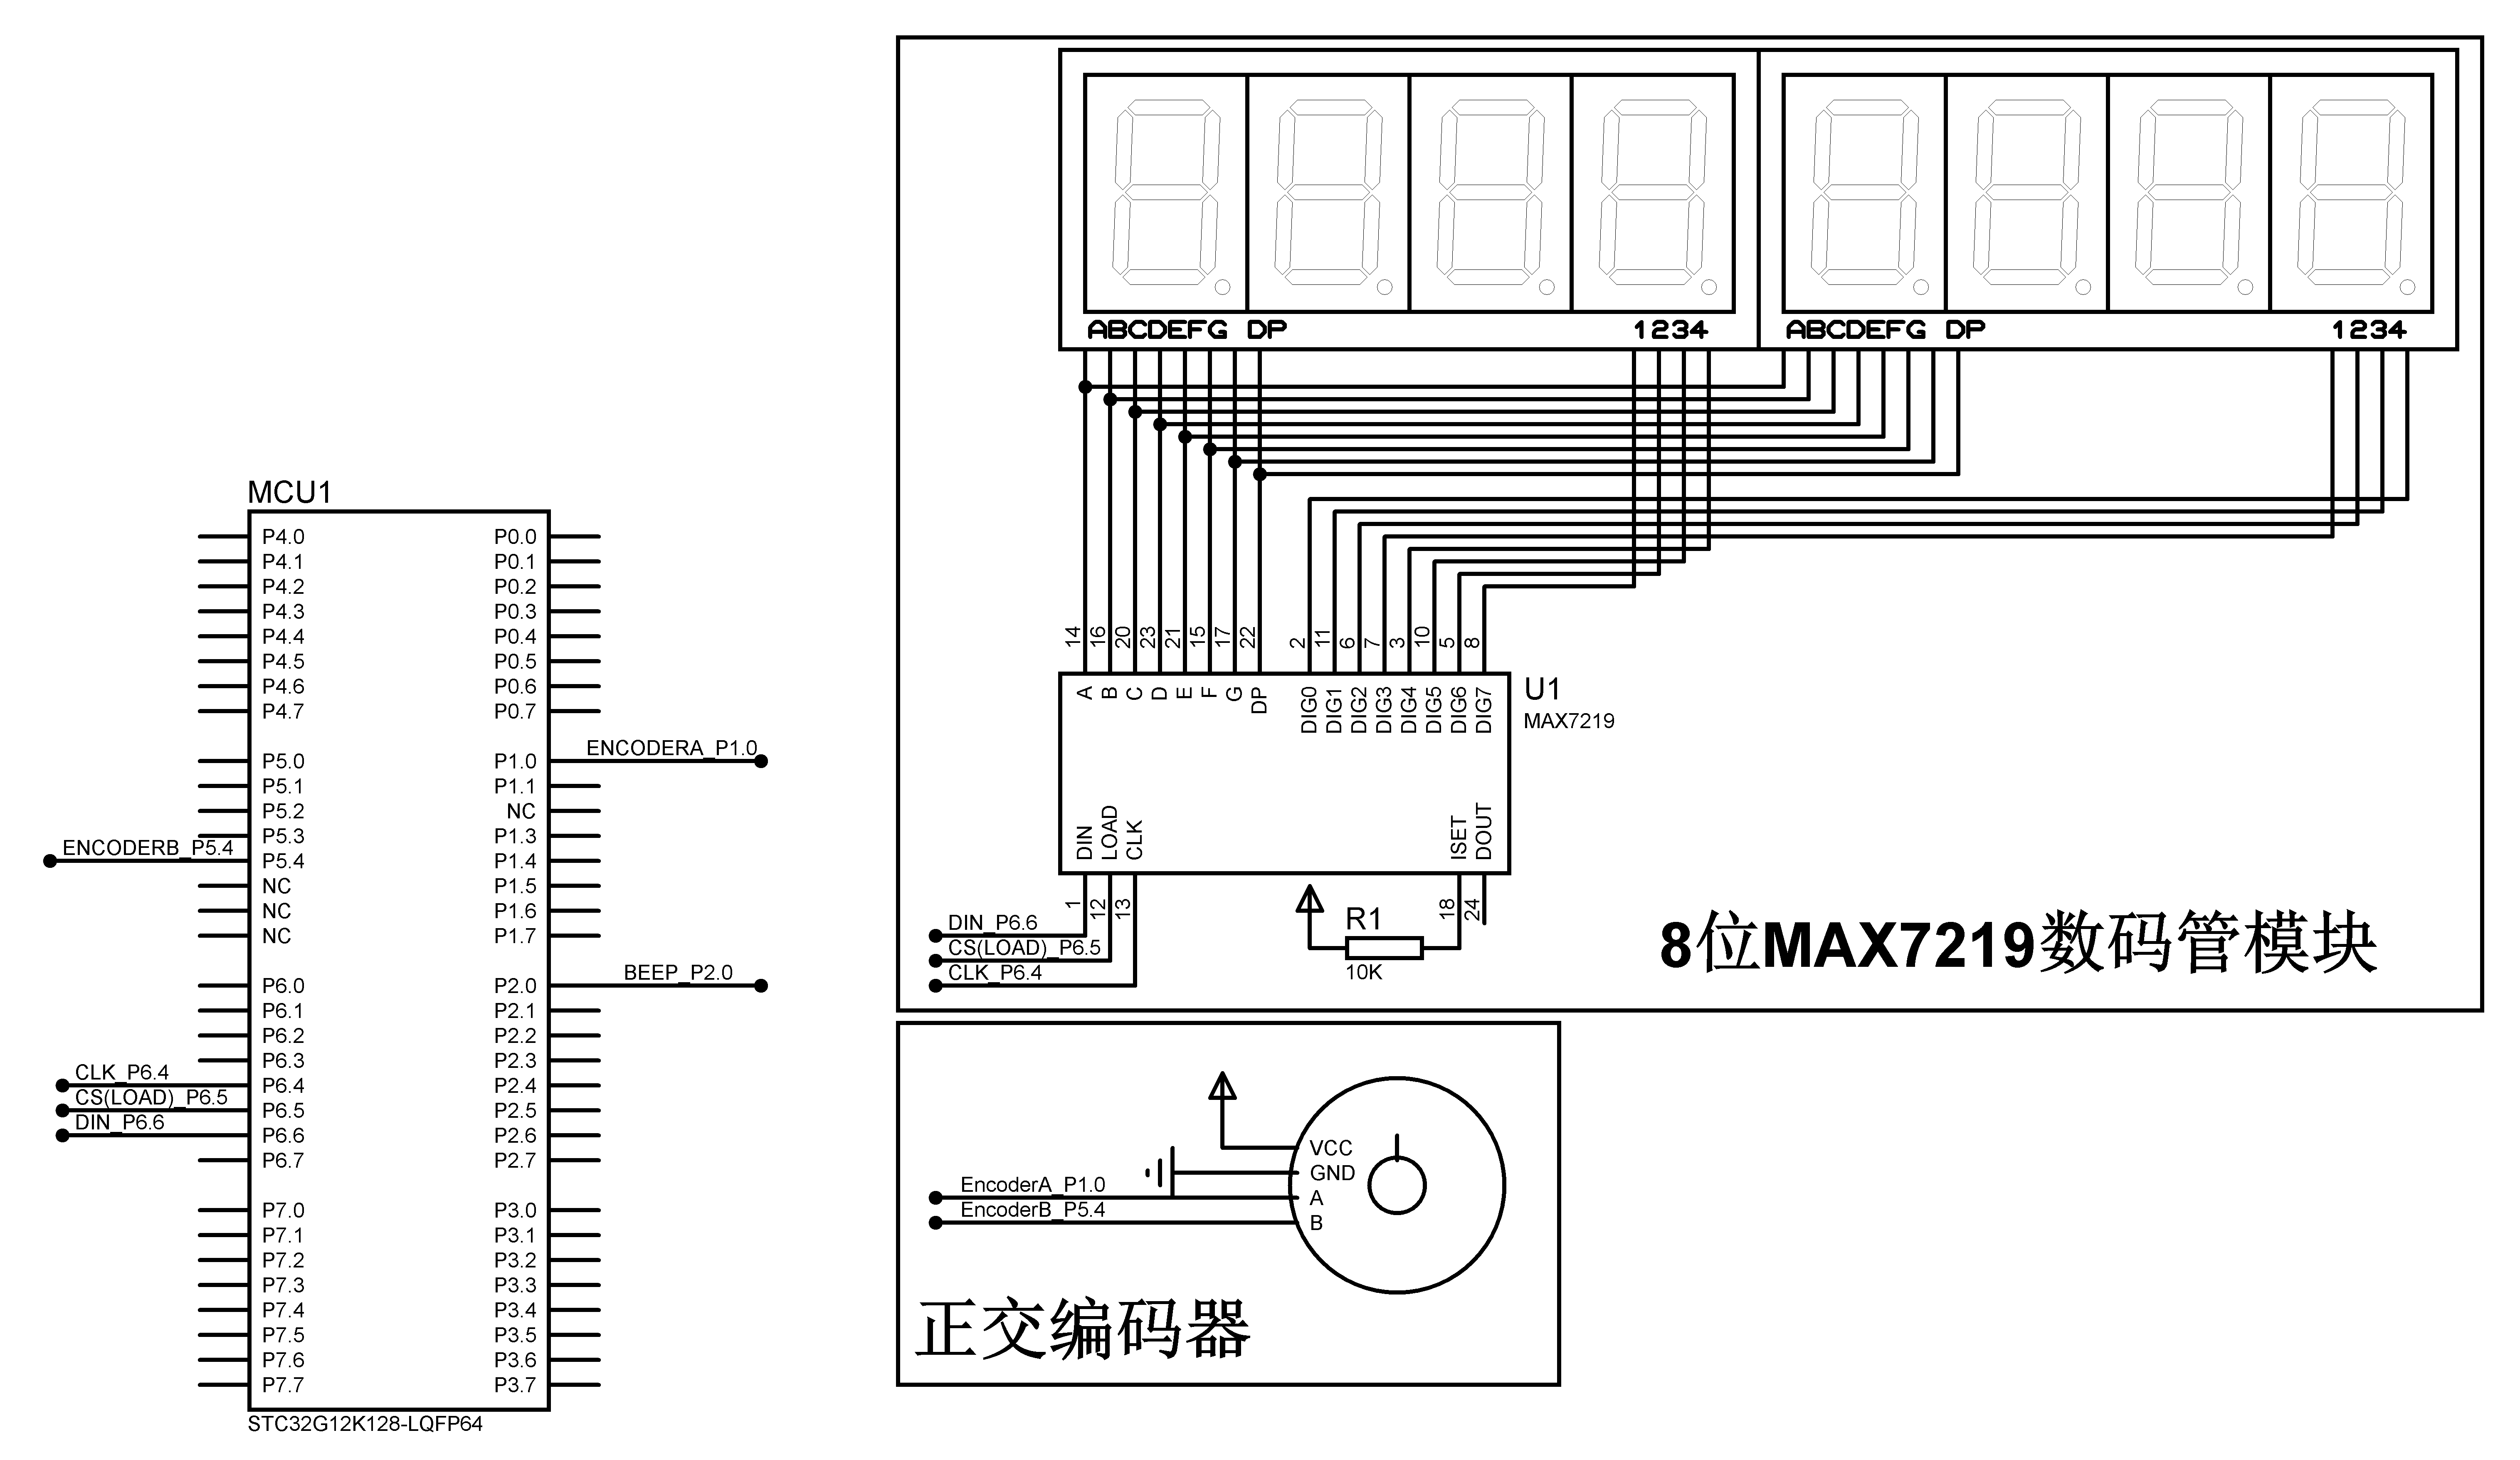 MCU1
P4.0 P0.0
P4.1 P0.1
P4.2 P0.2
P4.3 P0.3
P4.4 P0.4
P4.5 P0.5
P4.6 P0.6
P4.7 P0.7
ENCODERA_P1.0
P5.0 P1.0
P5.1 P1.1
P5.2 NC
P5.3 P1.3
ENCODERB_P5.4
P5.4 P1.4
NC P1.5
NC P1.6
NC P1.7
BEEP_P2.0
P6.0 P2.0
P6.1 P2.1
P6.2 P2.2
P6.3 P2.3
CLK_P6.4
P6.4 P2.4
CS(LOAD)_P6.5
P6.5 P2.5
DIN_P6.6
P6.6 P2.6
P6.7 P2.7
P7.0 P3.0
P7.1 P3.1
P7.2 P3.2
P7.3 P3.3
P7.4 P3.4
P7.5 P3.5
P7.6 P3.6
P7.7 P3.7
STC32G12K128-LQFP64
ABCDEFG DP 1234 ABCDEFG DP 1234
14 16 20 23 21 15 17 22 2 11 6 7 3 10 5 8
A B C D E F G DP DIG0 DIG1 DIG2 DIG3 DIG4 DIG5 DIG6 DIG7
U1
MAX7219
DIN LOAD CLK ISET DOUT
1 12 13 18 24
DIN_P6.6
CS(LOAD)_P6.5
CLK_P6.4
R1
10K
8位MAX7219数码管模块
VCC
GND
EncoderA_P1.0 A
EncoderB_P5.4 B
正交编码器